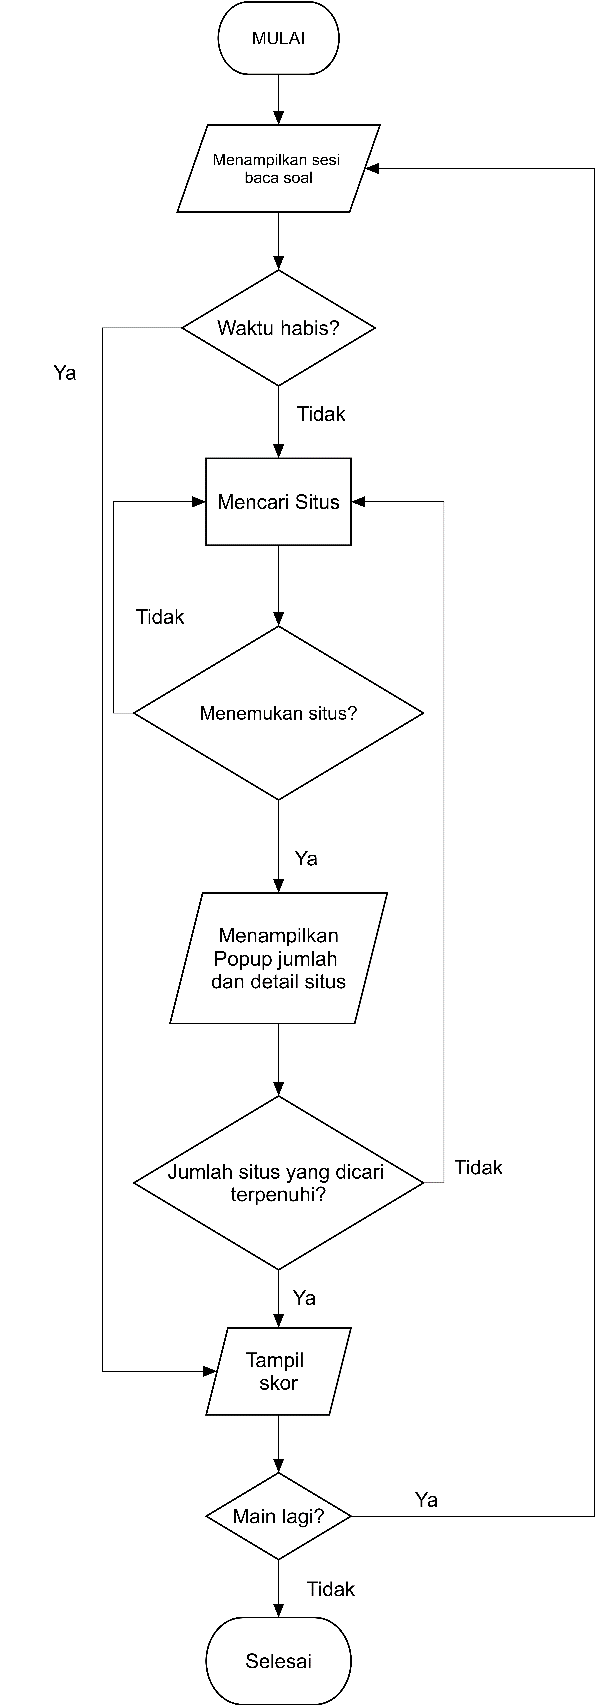 MULAI
Menampilkan sesi
baca soal
Waktu habis?
Ya
Tidak
Mencari Situs
Tidak
Menemukan situs?
Ya
Menampilkan
Popup jumlah
dan detail situs
Jumlah situs yang dicari
terpenuhi?
Tidak
Ya
Tampil
skor
Main lagi?
Ya
Tidak
Selesai